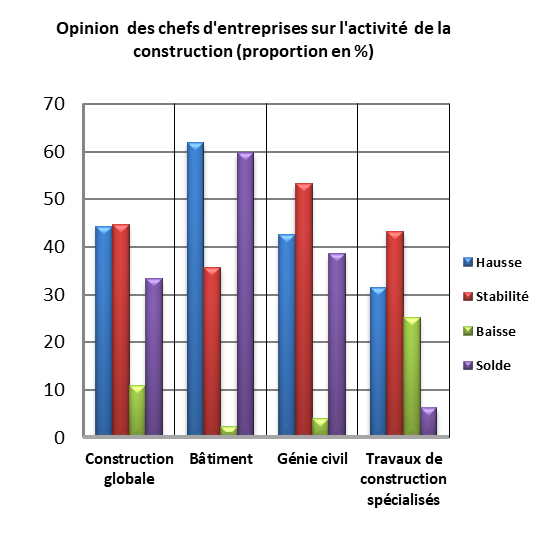 Opinion des chefs d'entreprises sur l'activité de la
construction (proportion en %)
70
60
50
40
30
20
10
0
Hausse
Stabilité
Baisse
Solde
Construction
globale
Bâtiment
Génie civil
Travaux de
construction
spécialisés